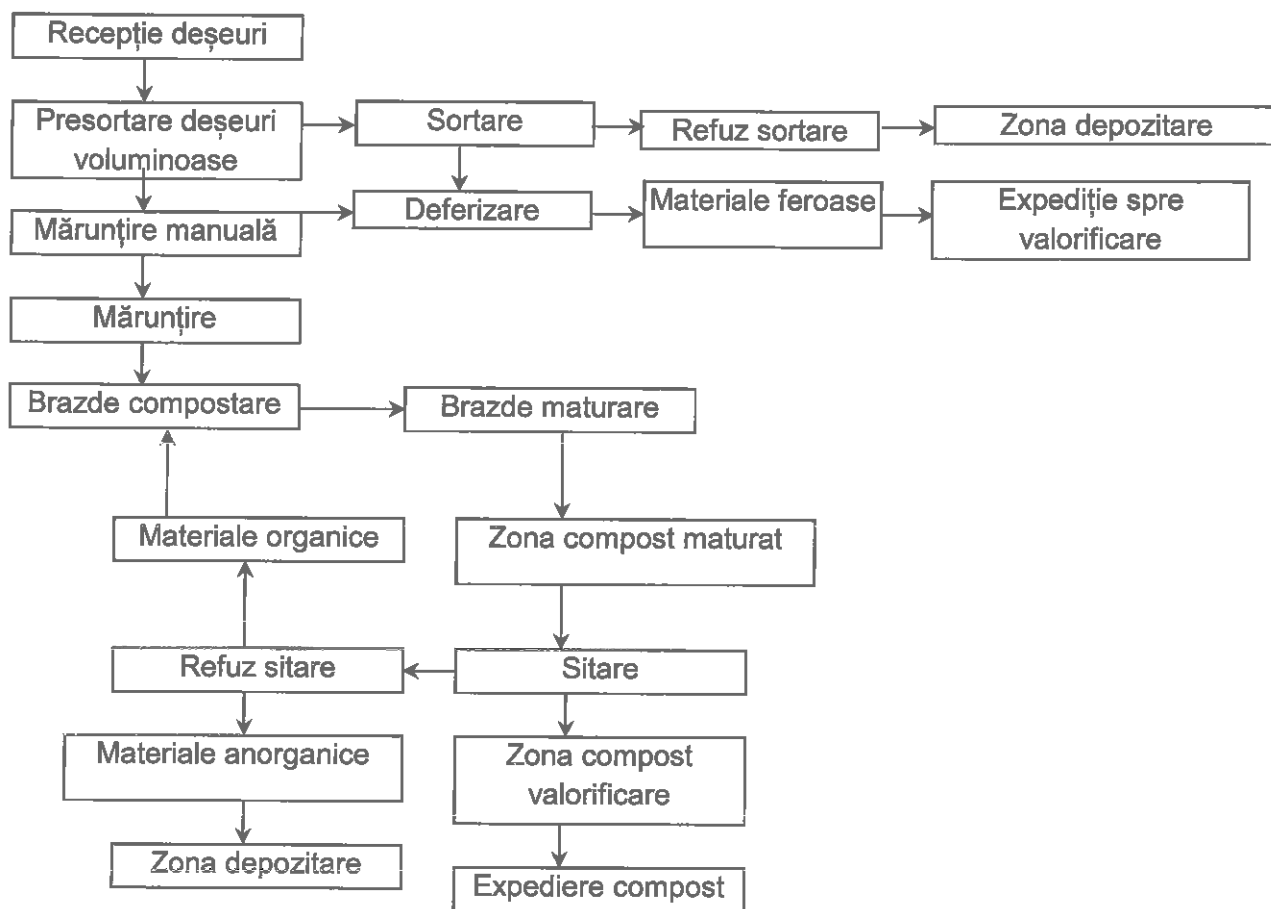 Recepție deșeuri
Presortare deșeuri
voluminoase
Sortare
Refuz sortare
Zona depozitare
Mărunțire manuală
Deferizare
Materiale feroase
Expediție spre
valorificare
Mărunțire
Brazde compostare
Brazde maturare
Materiale organice
Zona compost maturat
Refuz sitare
Sitare
Materiale anorganice
Zona compost
valorificare
Zona depozitare
Expediere compost